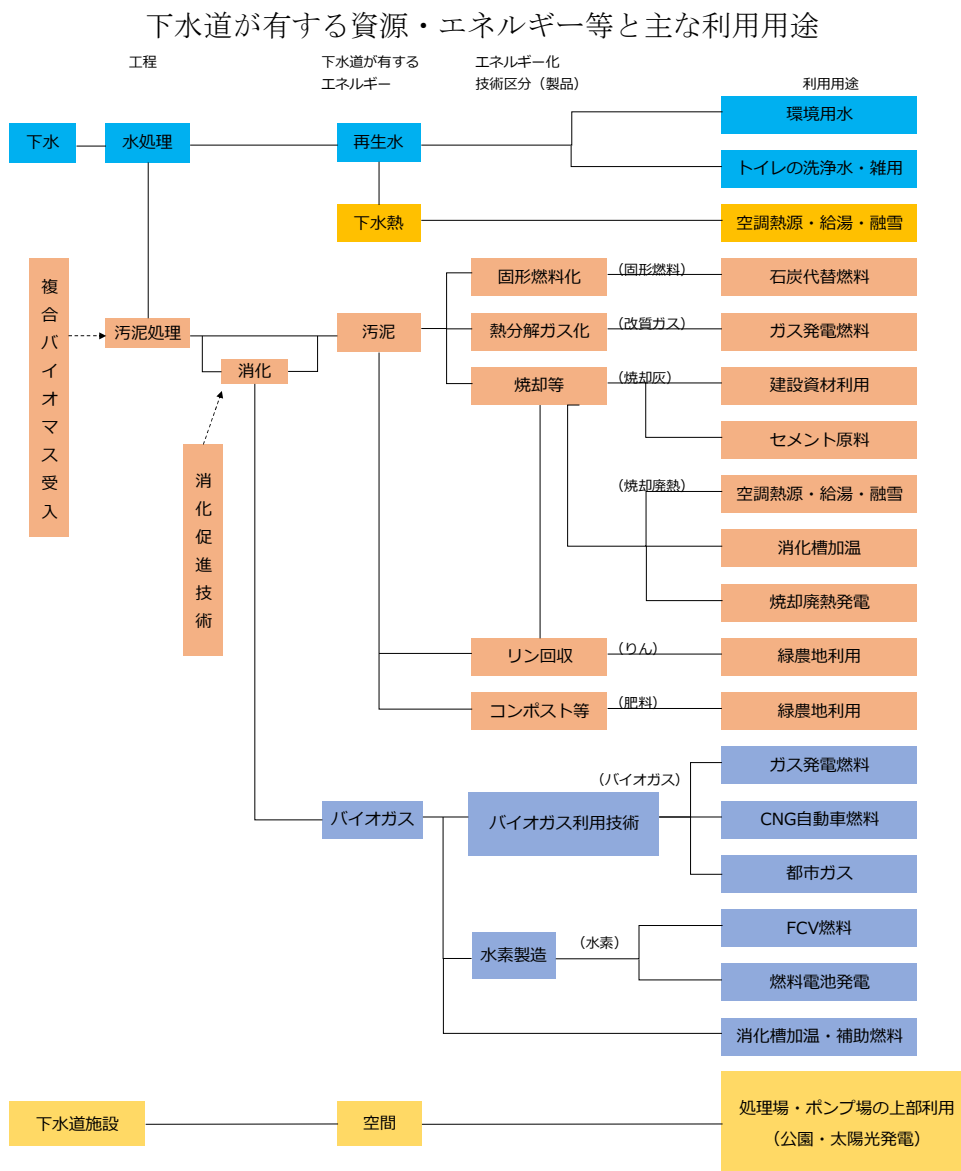 下水道が有する資源・エネルギー等と主な利用用途
工程
下水道が有する
エネルギー
エネルギー化
技術区分（製品）
利用用途
下水
水処理
再生水
環境用水
トイレの洗浄水・雑用
下水熱
空調熱源・給湯・融雪
複合バイオマス受入
汚泥処理
消化
消化促進技術
汚泥
固形燃料化
（固形燃料）
石炭代替燃料
熱分解ガス化
（改質ガス）
ガス発電燃料
焼却等
（焼却灰）
建設資材利用
セメント原料
（焼却廃熱）
空調熱源・給湯・融雪
消化槽加温
焼却廃熱発電
リン回収
（りん）
緑農地利用
コンポスト等
（肥料）
緑農地利用
バイオガス
バイオガス利用技術
（バイオガス）
ガス発電燃料
CNG自動車燃料
都市ガス
水素製造
（水素）
FCV燃料
燃料電池発電
消化槽加温・補助燃料
下水道施設
空間
処理場・ポンプ場の上部利用
（公園・太陽光発電）